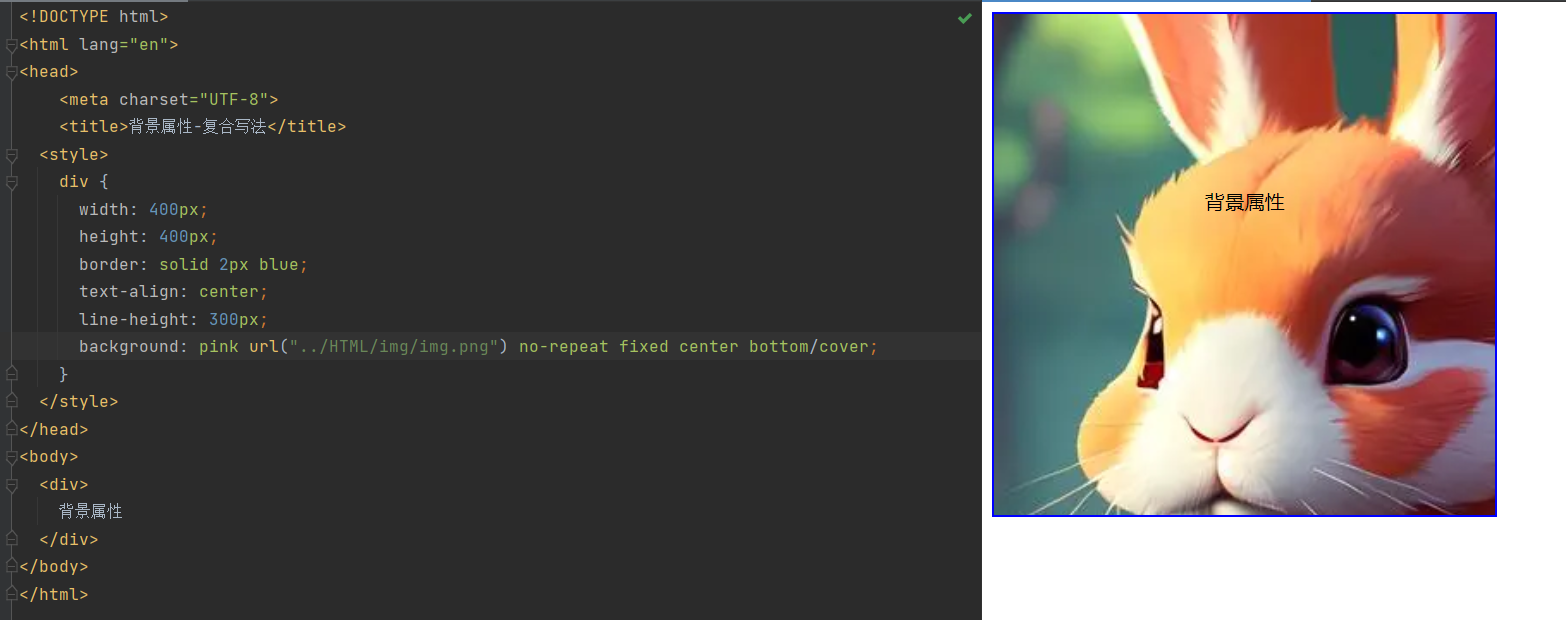 <!DOCTYPE html>
<html lang="en">
<head>
    <meta charset="UTF-8">
    <title>背景属性-复合写法</title>
  <style>
    div {
      width: 400px;
      height: 400px;
      border: solid 2px blue;
      text-align: center;
      line-height: 300px;
      background: pink url("../HTML/img/img.png") no-repeat fixed center bottom/cover;
    }
  </style>
</head>
<body>
  <div>
    背景属性
  </div>
</body>
</html>
背景属性